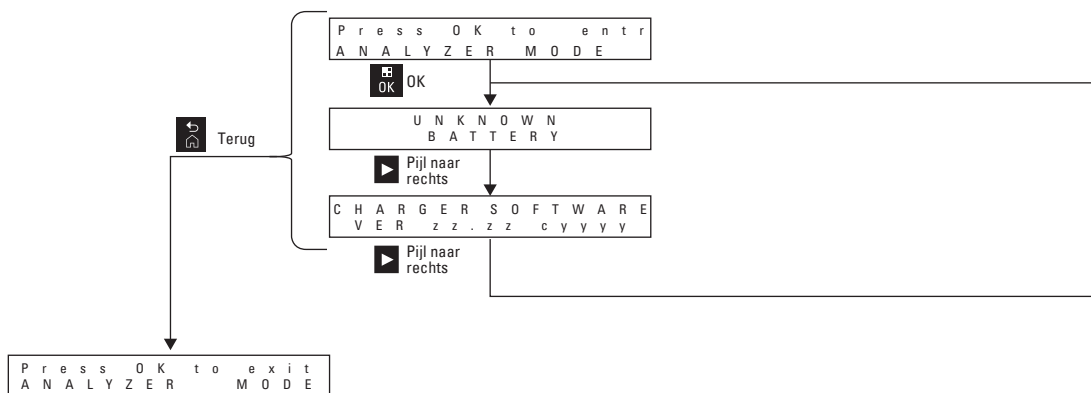 Press OK to entr
ANALYZER MODE
OK OK
UNKNOWN
BATTERY
Terug
Pijl naar
rechts
CHARGER SOFTWARE
VER zz.zz cyyyy
Pijl naar
rechts
Press OK to exit
ANALYZER MODE